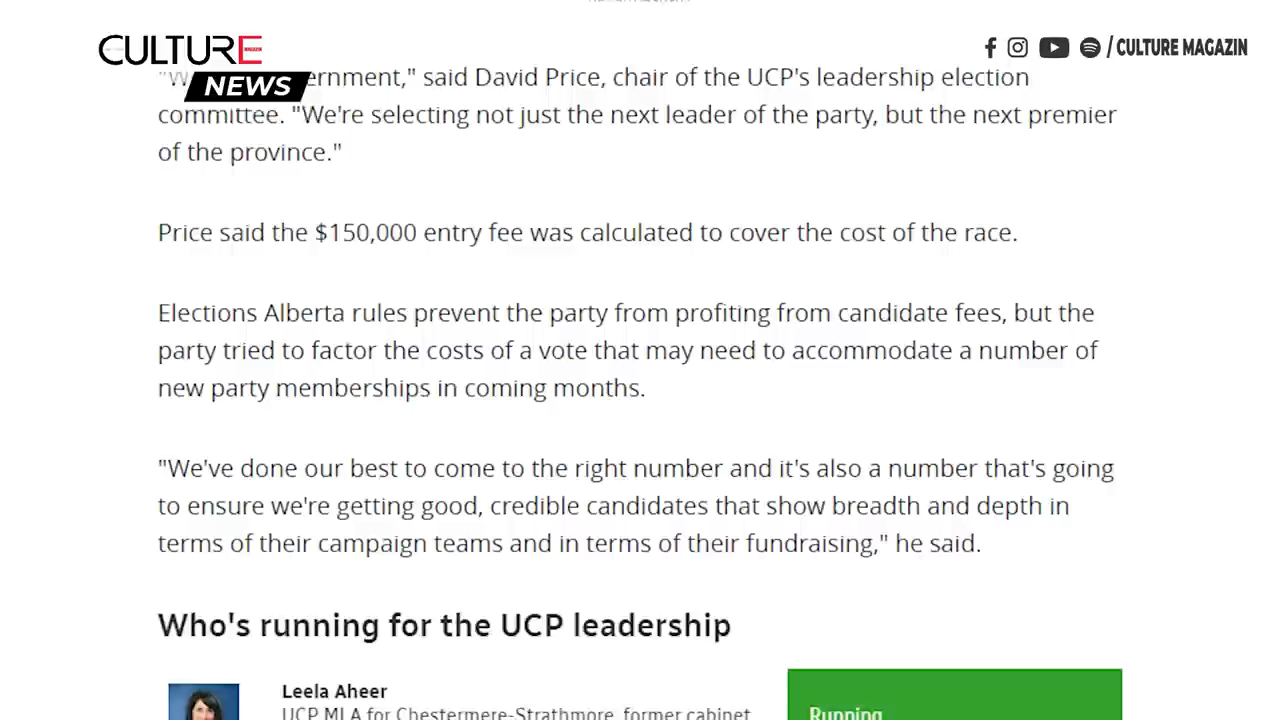 CULTURE
NEWS
/ CULTURE MAGAZIN
ernment," said David Price, chair of the UCP's leadership election
committee. "We're selecting not just the next leader of the party, but the next premier
of the province."
Price said the $150,000 entry fee was calculated to cover the cost of the race.
Elections Alberta rules prevent the party from profiting from candidate fees, but the
party tried to factor the costs of a vote that may need to accommodate a number of
new party memberships in coming months.
"We've done our best to come to the right number and it's also a number that's going
to ensure we're getting good, credible candidates that show breadth and depth in
terms of their campaign teams and in terms of their fundraising," he said.
Who's running for the UCP leadership
Leela Aheer
UCP MLA for Chestermere-Strathmore, former cabinet
Running